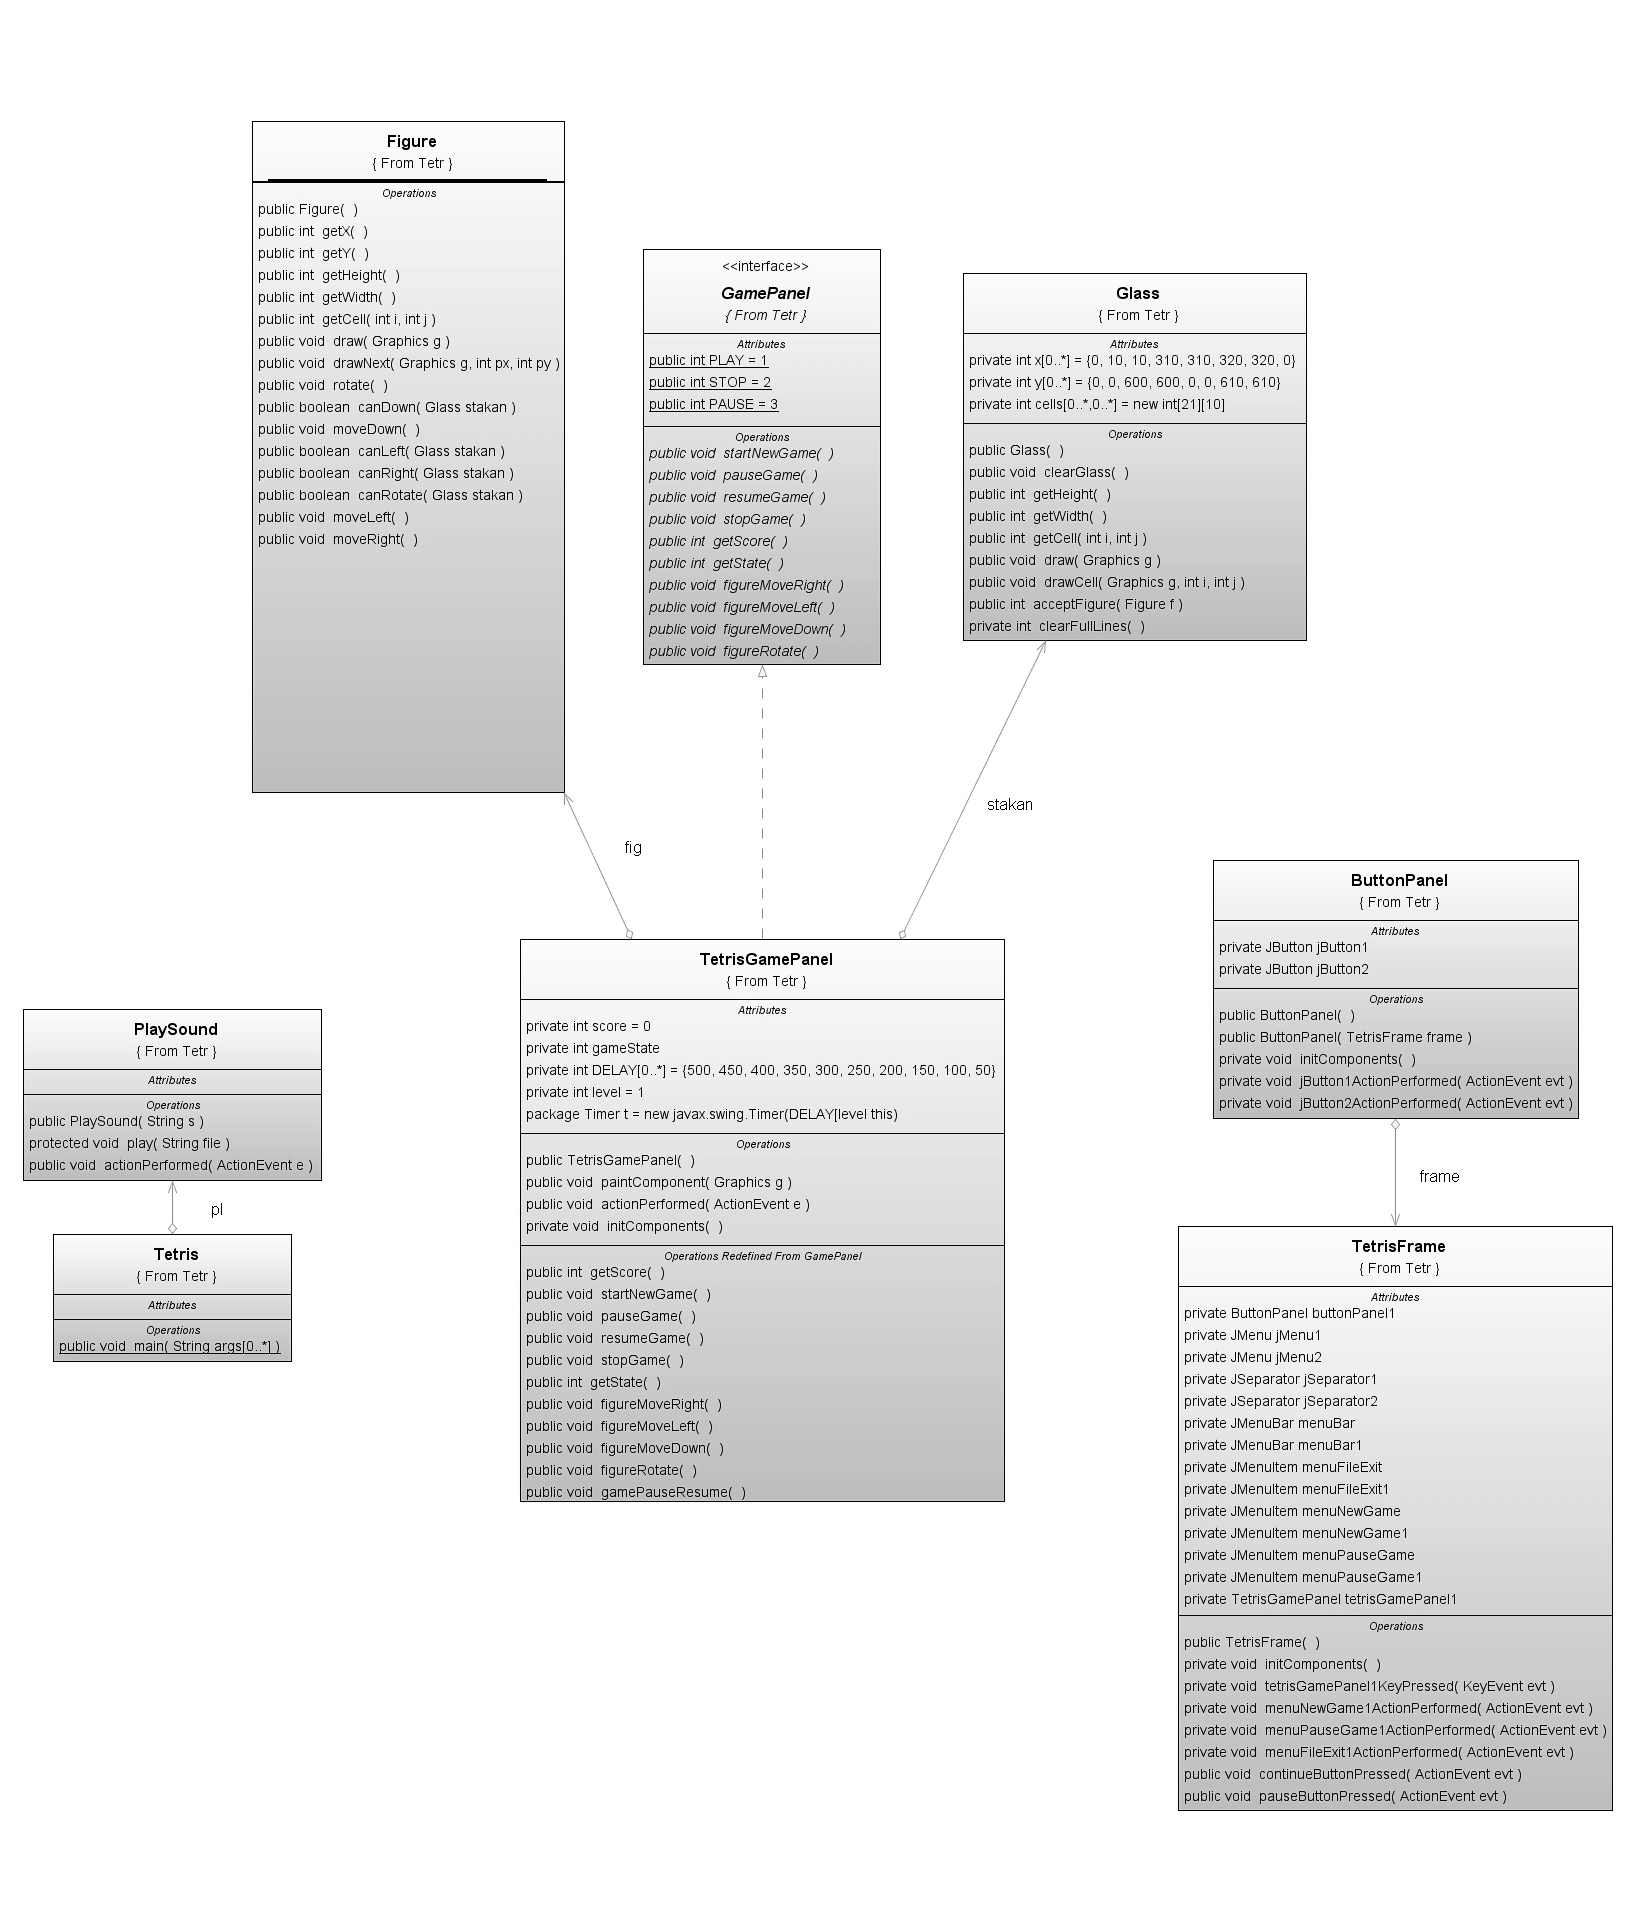 Figure
{ From Tetr }
Operations
public Figure(  )
public int  getX(  )
public int  getY(  )
public int  getHeight(  )
public int  getWidth(  )
public int  getCell( int i, int j )
public void  draw( Graphics g )
public void  drawNext( Graphics g, int px, int py )
public void  rotate(  )
public boolean  canDown( Glass stakan )
public void  moveDown(  )
public boolean  canLeft( Glass stakan )
public boolean  canRight( Glass stakan )
public boolean  canRotate( Glass stakan )
public void  moveLeft(  )
public void  moveRight(  )
<<interface>>
GamePanel
{ From Tetr }
Attributes
public int PLAY = 1
public int STOP = 2
public int PAUSE = 3
Operations
public void  startNewGame(  )
public void  pauseGame(  )
public void  resumeGame(  )
public void  stopGame(  )
public int  getScore(  )
public int  getState(  )
public void  figureMoveRight(  )
public void  figureMoveLeft(  )
public void  figureMoveDown(  )
public void  figureRotate(  )
Glass
{ From Tetr }
Attributes
private int x[0..*] = {0, 10, 10, 310, 310, 320, 320, 0}
private int y[0..*] = {0, 0, 600, 600, 0, 0, 610, 610}
private int cells[0..*,0..*] = new int[21][10]
Operations
public Glass(  )
public void  clearGlass(  )
public int  getHeight(  )
public int  getWidth(  )
public int  getCell( int i, int j )
public void  draw( Graphics g )
public void  drawCell( Graphics g, int i, int j )
public int  acceptFigure( Figure f )
private int  clearFullLines(  )
fig
stakan
TetrisGamePanel
{ From Tetr }
Attributes
private int score = 0
private int gameState
private int DELAY[0..*] = {500, 450, 400, 350, 300, 250, 200, 150, 100, 50}
private int level = 1
package Timer t = new javax.swing.Timer(DELAY[level this)
Operations
public TetrisGamePanel(  )
public void  paintComponent( Graphics g )
public void  actionPerformed( ActionEvent e )
private void  initComponents(  )
Operations Redefined From GamePanel
public int  getScore(  )
public void  startNewGame(  )
public void  pauseGame(  )
public void  resumeGame(  )
public void  stopGame(  )
public int  getState(  )
public void  figureMoveRight(  )
public void  figureMoveLeft(  )
public void  figureMoveDown(  )
public void  figureRotate(  )
public void  gamePauseResume(  )
PlaySound
{ From Tetr }
Attributes
Operations
public PlaySound( String s )
protected void  play( String file )
public void  actionPerformed( ActionEvent e )
pl
Tetris
{ From Tetr }
Attributes
Operations
public void  main( String args[0..*] )
ButtonPanel
{ From Tetr }
Attributes
private JButton jButton1
private JButton jButton2
Operations
public ButtonPanel(  )
public ButtonPanel( TetrisFrame frame )
private void  initComponents(  )
private void  jButton1ActionPerformed( ActionEvent evt )
private void  jButton2ActionPerformed( ActionEvent evt )
frame
TetrisFrame
{ From Tetr }
Attributes
private ButtonPanel buttonPanel1
private JMenu jMenu1
private JMenu jMenu2
private JSeparator jSeparator1
private JSeparator jSeparator2
private JMenuBar menuBar
private JMenuBar menuBar1
private JMenuItem menuFileExit
private JMenuItem menuFileExit1
private JMenuItem menuNewGame
private JMenuItem menuNewGame1
private JMenuItem menuPauseGame
private JMenuItem menuPauseGame1
private TetrisGamePanel tetrisGamePanel1
Operations
public TetrisFrame(  )
private void  initComponents(  )
private void  tetrisGamePanel1KeyPressed( KeyEvent evt )
private void  menuNewGame1ActionPerformed( ActionEvent evt )
private void  menuPauseGame1ActionPerformed( ActionEvent evt )
private void  menuFileExit1ActionPerformed( ActionEvent evt )
public void  continueButtonPressed( ActionEvent evt )
public void  pauseButtonPressed( ActionEvent evt )